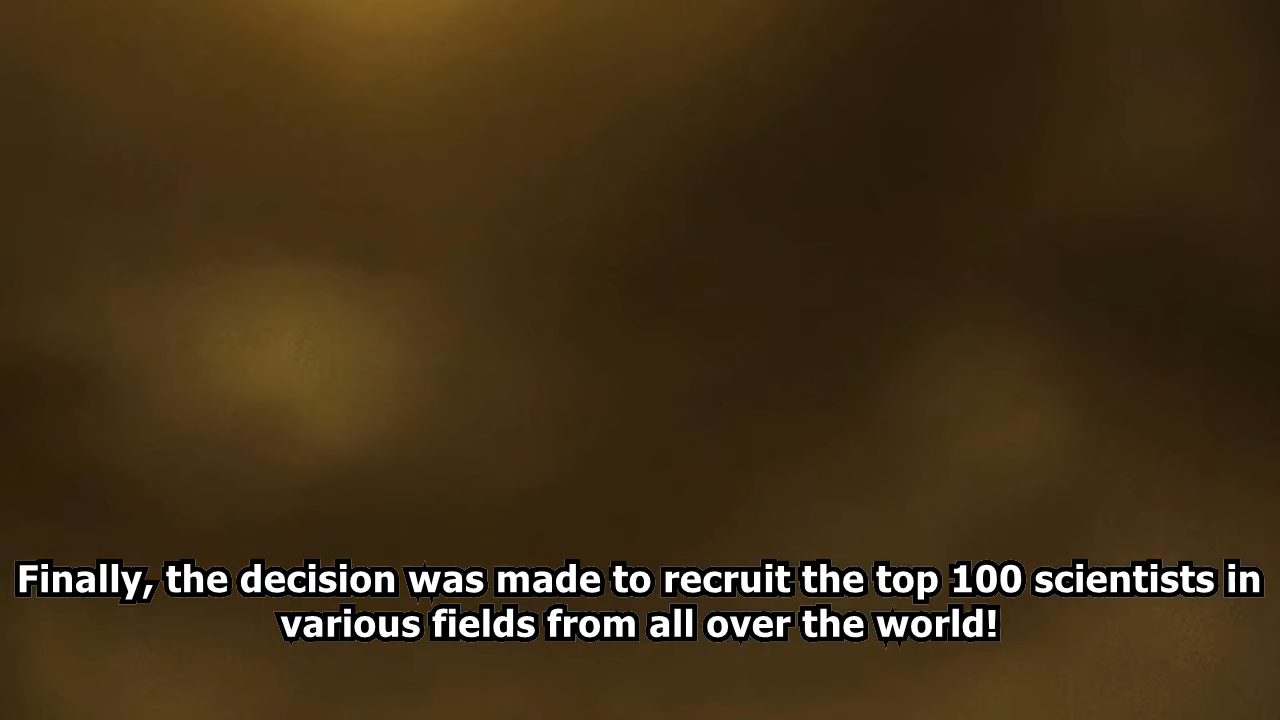 Finally, the decision was made to recruit the top 100 scientists in
various fields from all over the world!